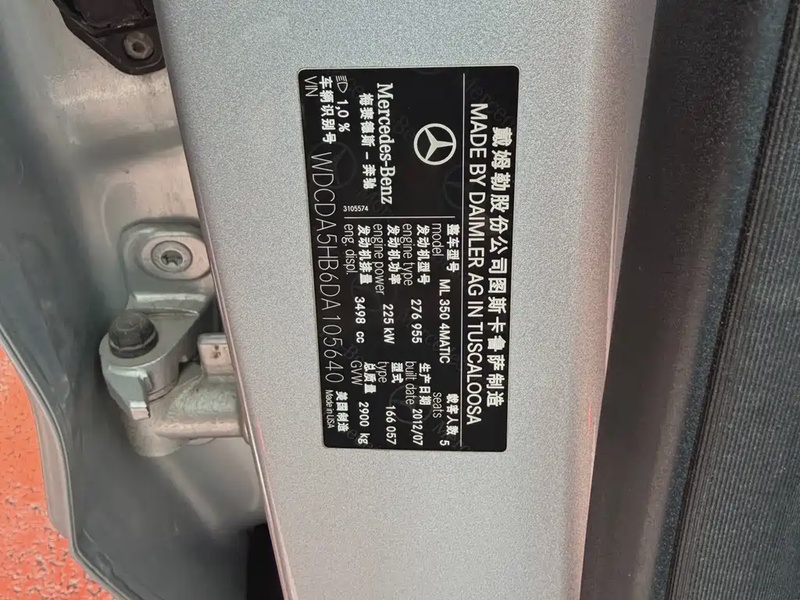 戴姆勒股份公司图斯卡鲁萨制造
MADE BY DAIMLER AG IN TUSCALOOSA
Mercedes-Benz
梅赛德斯-奔驰
1,0 %
3105574
整车型号 ML 350 4MATIC 载客人数 5
model seats
发动机型号 276 955 生产日期 2012/07
engine type built date
发动机功率 225 kW 型式 166 057
engine power type
发动机排量 3498 cc 总质量 2900 kg
eng. displ. GVW
车辆识别号 WDCDA5HB6DA105640 美国制造
VIN Made in USA